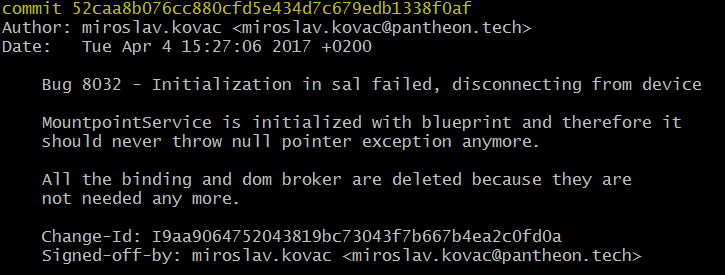 commit 52caa8b076cc880cfd5e434d7c679edb1338f0af
Author: miroslav.kovac <miroslav.kovac@pantheon.tech>
Date:   Tue Apr 4 15:27:06 2017 +0200
Bug 8032 - Initialization in sal failed, disconnecting from device
MountpointService is initialized with blueprint and therefore it
should never throw null pointer exception anymore.
All the binding and dom broker are deleted because they are
not needed any more.
Change-Id: I9aa9064752043819bc73043f7b667b4ea2c0fd0a
Signed-off-by: miroslav.kovac <miroslav.kovac@pantheon.tech>